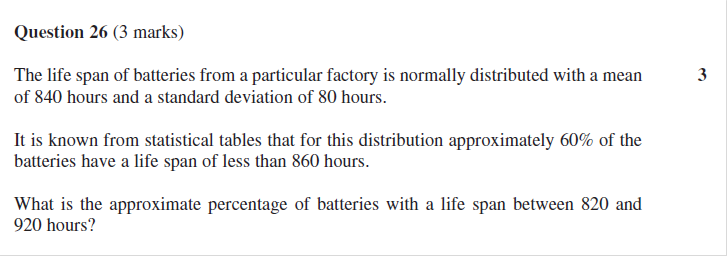 Question 26 (3 marks)
The life span of batteries from a particular factory is normally distributed with a mean 3
of 840 hours and a standard deviation of 80 hours.
It is known from statistical tables that for this distribution approximately 60% of the
batteries have a life span of less than 860 hours.
What is the approximate percentage of batteries with a life span between 820 and
920 hours?